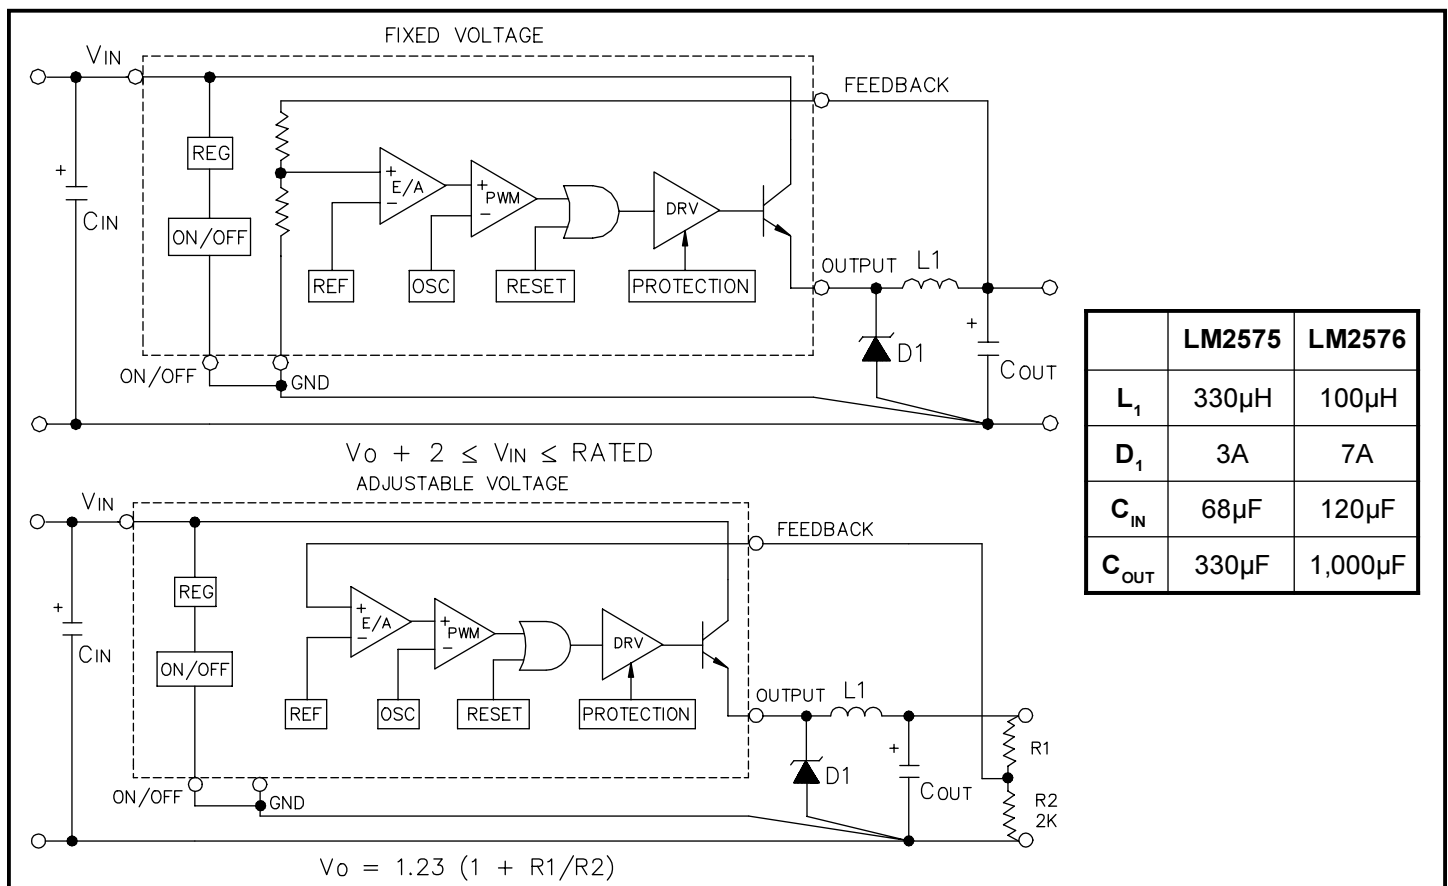 FIXED VOLTAGE
VIN
FEEDBACK
REG
+
E/A
−
+
PWM
−
DRV
+
CIN
ON/OFF
REF
OSC
RESET
PROTECTION
OUTPUT
L1
+
D1
COUT
ON/OFF
GND
VO + 2 ≤ VIN ≤ RATED
LM2575 LM2576
L1 330µH 100µH
D1 3A 7A
CIN 68µF 120µF
COUT 330µF 1,000µF
ADJUSTABLE VOLTAGE
VIN
FEEDBACK
REG
+
E/A
−
+
PWM
−
DRV
+
CIN
ON/OFF
REF
OSC
RESET
PROTECTION
OUTPUT
L1
R1
+
D1
COUT
R2
2K
ON/OFF
GND
VO = 1.23 (1 + R1/R2)